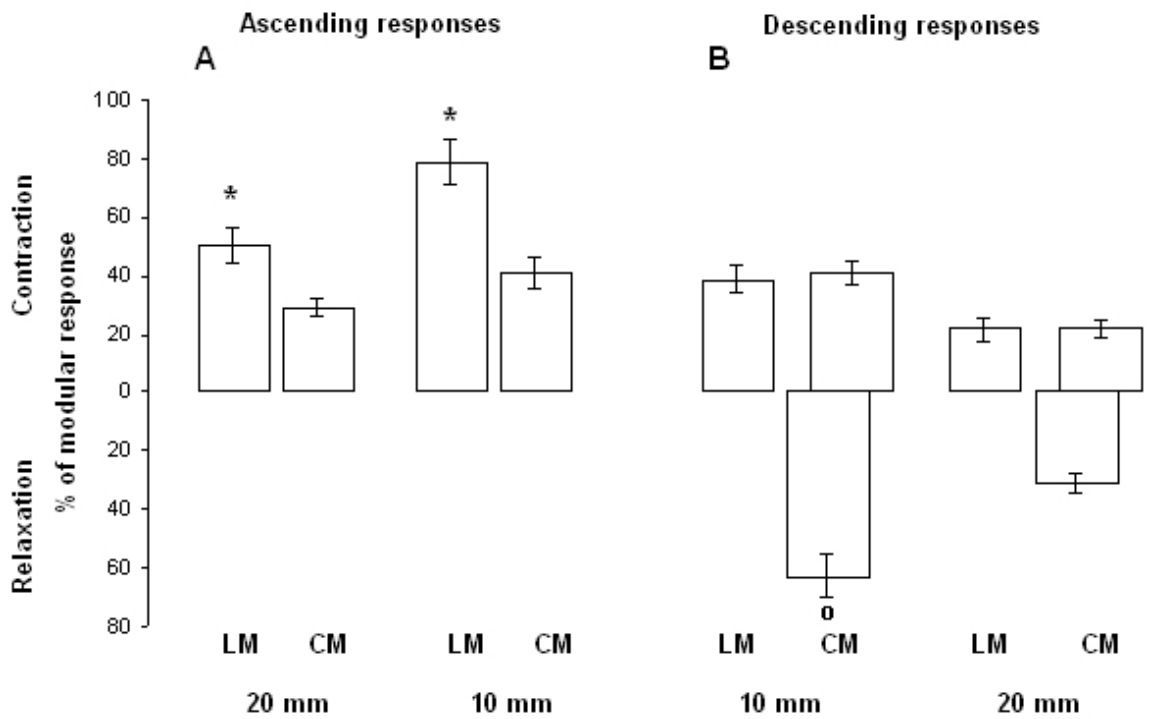 Ascending responses
Descending responses
A
B
Contraction
Relaxation
% of modular response
100
80
60
40
20
0
20
40
60
80
*
*
o
LM CM LM CM LM CM LM CM
20 mm 10 mm 10 mm 20 mm